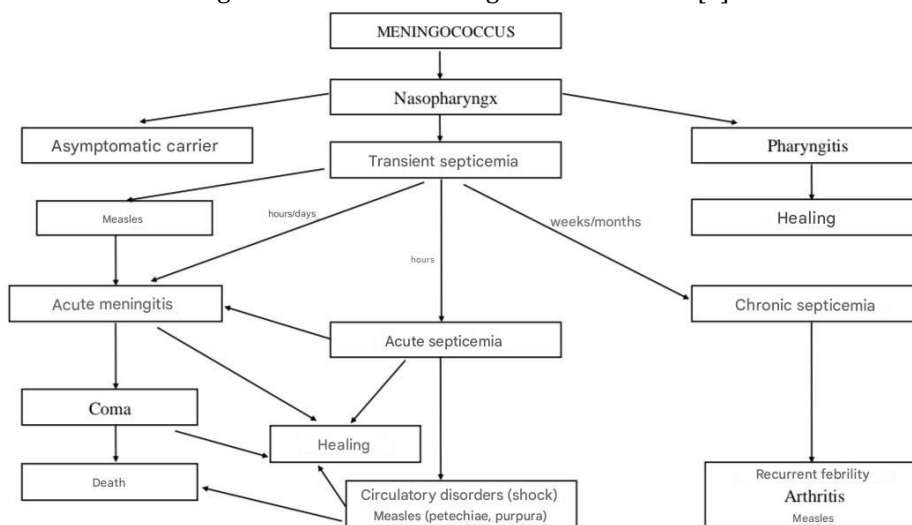 MENINGOCOCCUS
Nasopharynx
Asymptomatic carrier
Pharyngitis
Transient septicemia
Measles
hours/days
weeks/months
Healing
hours
Acute meningitis
Chronic septicemia
Acute septicemia
Coma
Healing
Recurrent febrility
Death
Arthritis
Circulatory disorders (shock)
Measles (petechiae, purpura)
Measles